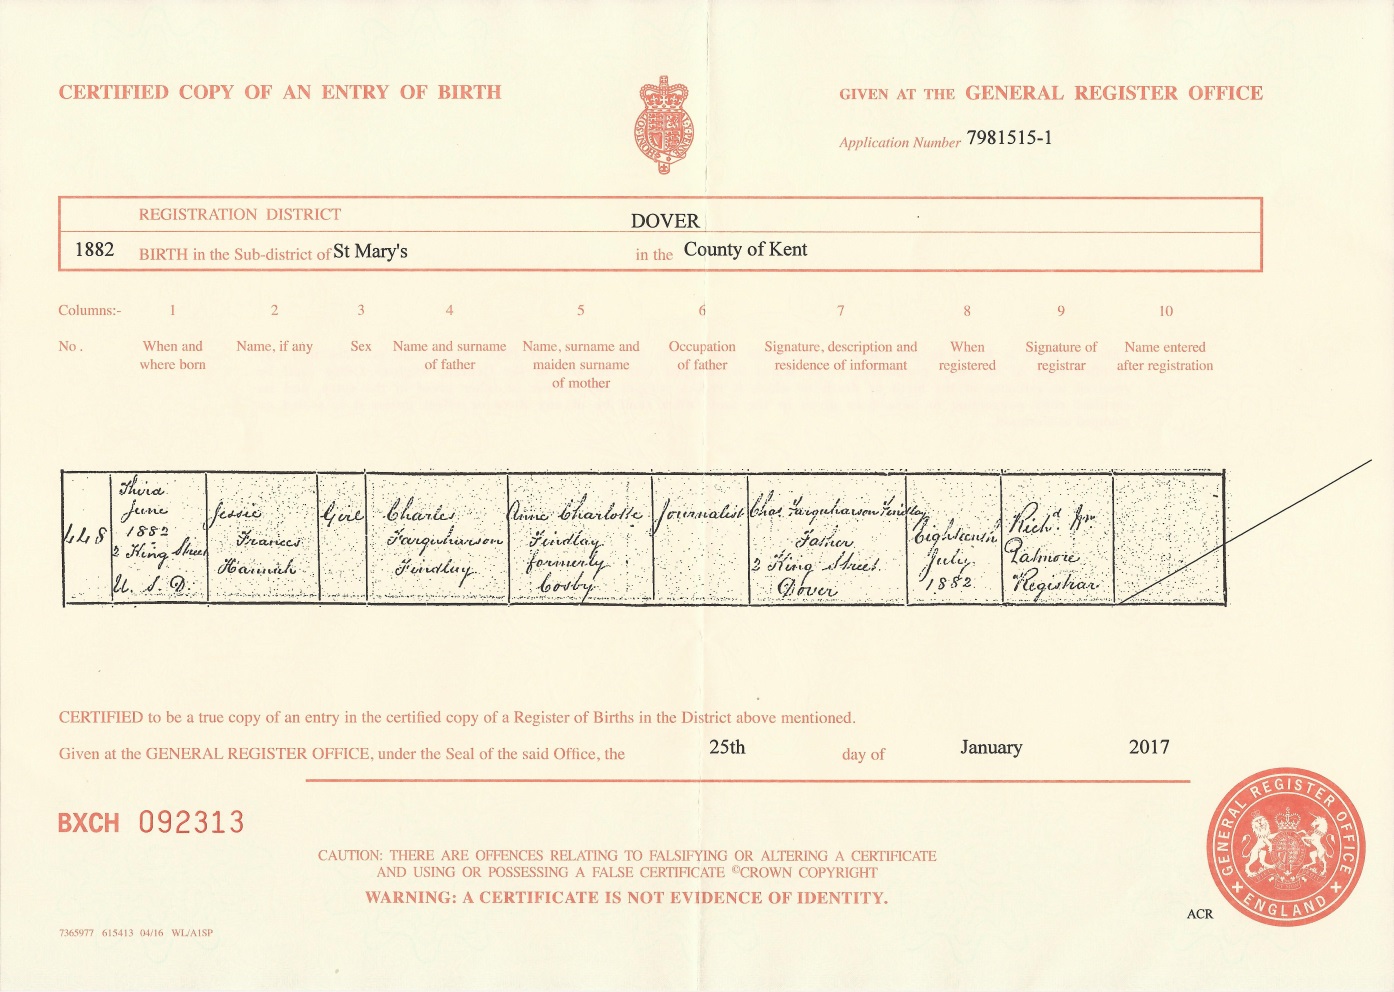 CERTIFIED COPY OF AN ENTRY OF BIRTH
GIVEN AT THE GENERAL REGISTER OFFICE
Application Number 7981515-1
REGISTRATION DISTRICT DOVER
1882 BIRTH in the Sub-district of St Mary's in the County of Kent
Columns:- 1 2 3 4 5 6 7 8 9 10
No. When and where born
Name, if any
Sex
Name and surname of father
Name, surname and maiden surname of mother
Occupation of father
Signature, description and residence of informant
When registered
Signature of registrar
Name entered after registration
448
Third
June
1882
2 King Street
U. S. D.
Jessie
Frances
Hannah
Girl
Charles
Farquharson
Findlay
Anne Charlotte
Findlay
formerly
Cosby
Journalist
Chas. Farquharson Findlay
Father
2 King Street
Dover
Eighteenth
July
1882
Richd. Wm.
Patmore
Registrar
CERTIFIED to be a true copy of an entry in the certified copy of a Register of Births in the District above mentioned.
Given at the GENERAL REGISTER OFFICE, under the Seal of the said Office, the 25th day of January 2017
BXCH 092313
CAUTION: THERE ARE OFFENCES RELATING TO FALSIFYING OR ALTERING A CERTIFICATE
AND USING OR POSSESSING A FALSE CERTIFICATE ©CROWN COPYRIGHT
WARNING: A CERTIFICATE IS NOT EVIDENCE OF IDENTITY.
GENERAL REGISTER OFFICE
ENGLAND
ACR
7365977 615413 04/16 WL/A1SP